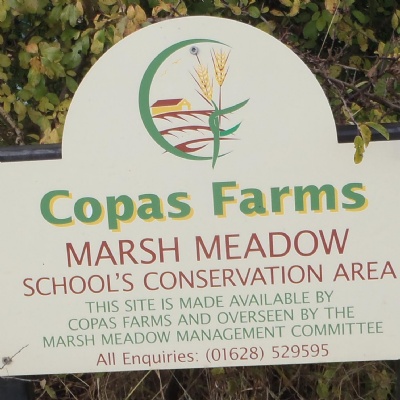 Copas Farms
MARSH MEADOW
SCHOOL'S CONSERVATION AREA
THIS SITE IS MADE AVAILABLE BY
COPAS FARMS AND OVERSEEN BY THE
MARSH MEADOW MANAGEMENT COMMITTEE
All Enquiries: (01628) 529595